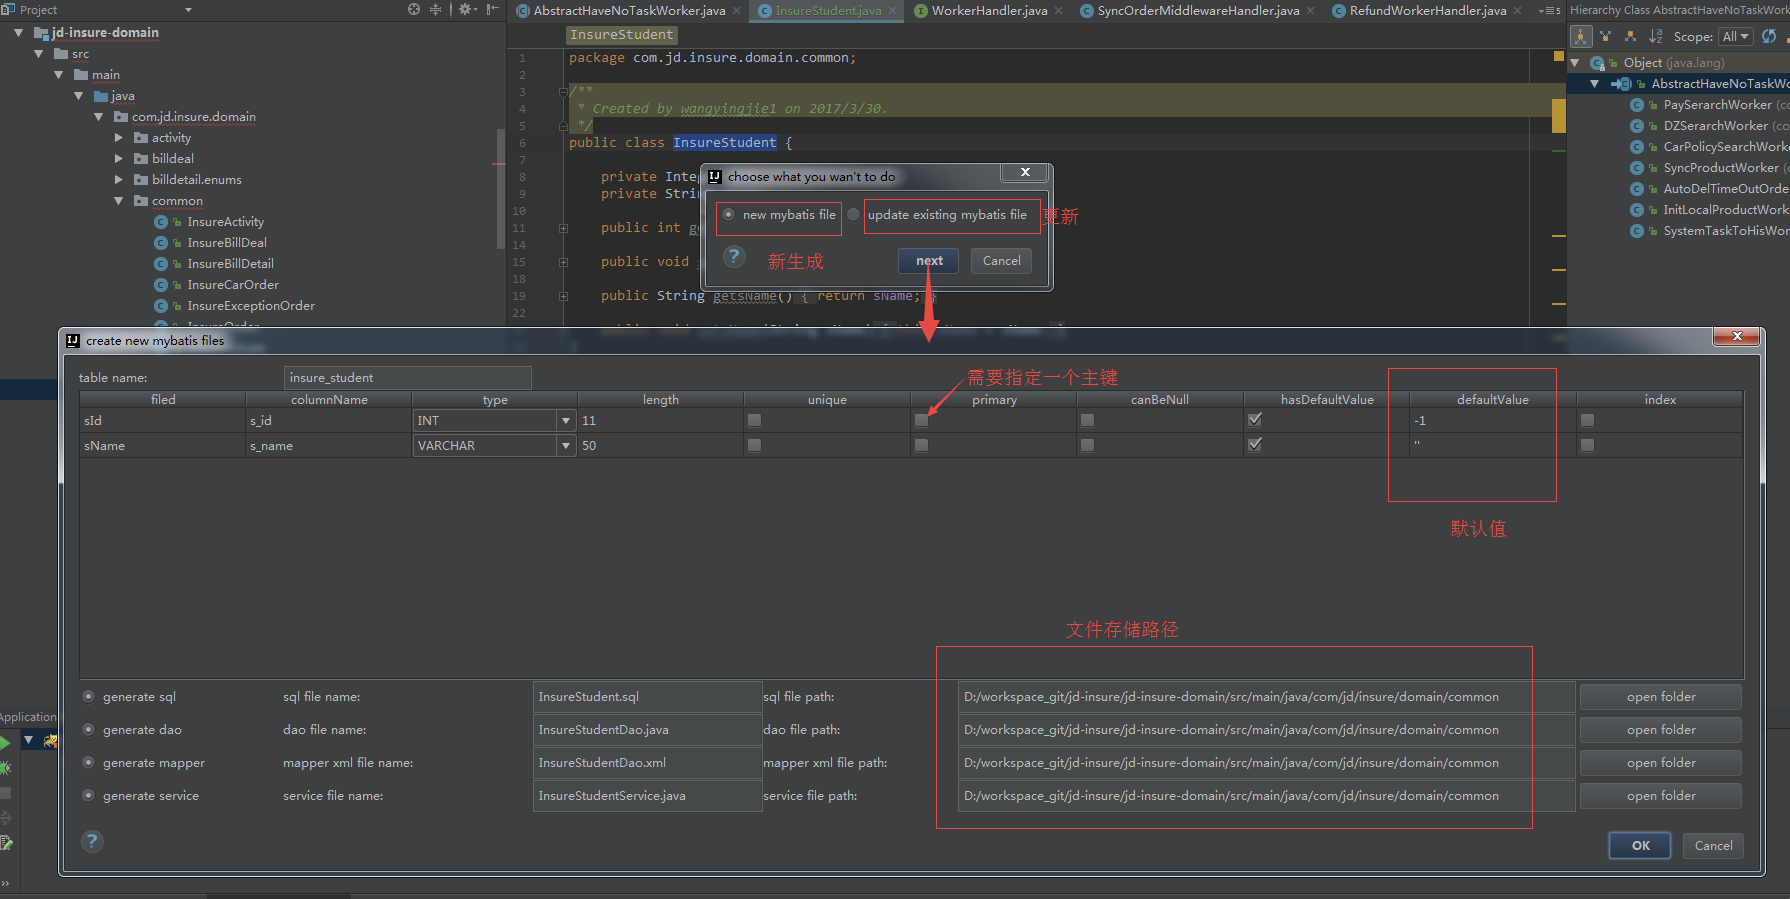 Project
AbstractHaveNoTaskWorker.java
InsureStudent.java
WorkerHandler.java
SyncOrderMiddlewareHandler.java
RefundWorkerHandler.java
Hierarchy Class AbstractHaveNoTaskWork
Scope: All
jd-insure-domain
src
main
java
com.jd.insure.domain
activity
billdeal
billdetail.enums
common
InsureActivity
InsureBillDeal
InsureBillDetail
InsureCarOrder
InsureExceptionOrder
InsureStudent
1 package com.jd.insure.domain.common;
2
3 /**
4 * Created by wangyingjie1 on 2017/3/30.
5 */
6 public class InsureStudent {
7
8 private Integ
9 private Strin
10
11 public int g
14
15 public void
18
19 public String getsName() { return sName; }
22
Object (java.lang)
AbstractHaveNoTaskWo
PaySerarchWorker (co
DZSerarchWorker (co
CarPolicySearchWorke
SyncProductWorker (
AutoDelTimeOutOrde
InitLocalProductWork
SystemTaskToHisWor
choose what you wan't to do
new mybatis file
update existing mybatis file
更新
新生成
next
Cancel
create new mybatis files
table name: insure_student
需要指定一个主键
filed columnName type length unique primary canBeNull hasDefaultValue defaultValue index
sId s_id INT 11 -1
sName s_name VARCHAR 50 ''
默认值
文件存储路径
generate sql sql file name: InsureStudent.sql sql file path: D:/workspace_git/jd-insure/jd-insure-domain/src/main/java/com/jd/insure/domain/common open folder
generate dao dao file name: InsureStudentDao.java dao file path: D:/workspace_git/jd-insure/jd-insure-domain/src/main/java/com/jd/insure/domain/common open folder
generate mapper mapper xml file name: InsureStudentDao.xml mapper xml file path: D:/workspace_git/jd-insure/jd-insure-domain/src/main/java/com/jd/insure/domain/common open folder
generate service service file name: InsureStudentService.java service file path: D:/workspace_git/jd-insure/jd-insure-domain/src/main/java/com/jd/insure/domain/common open folder
OK
Cancel
Application